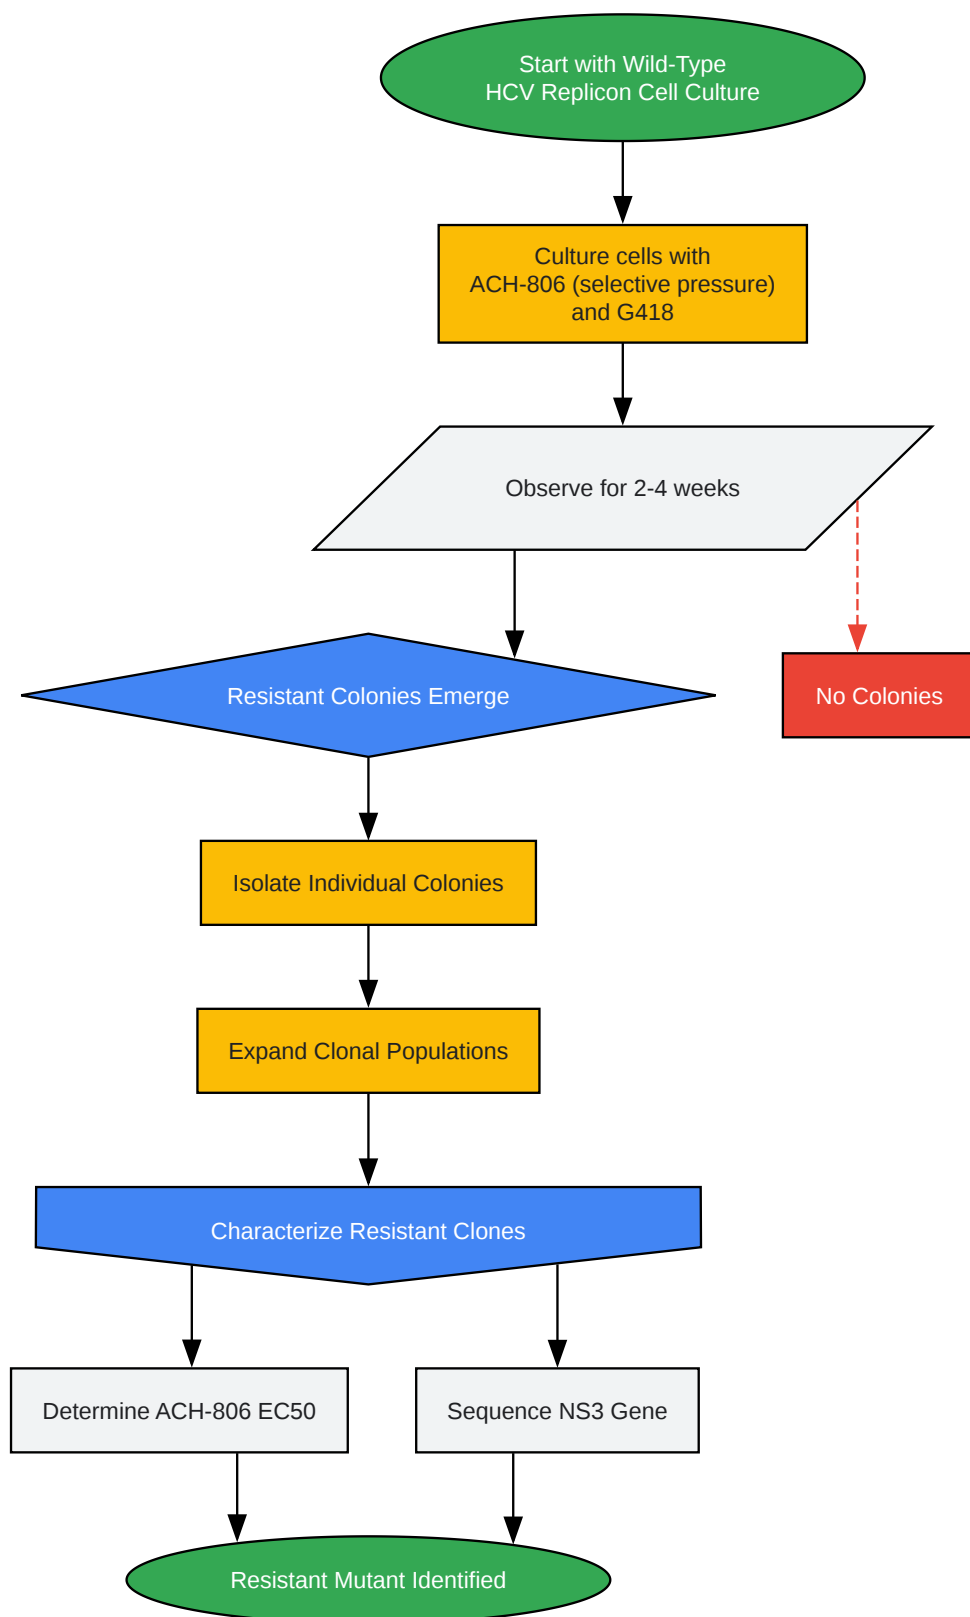 Start with Wild-Type
HCV Replicon Cell Culture
Culture cells with
ACH-806 (selective pressure)
and G418
Observe for 2-4 weeks
Resistant Colonies Emerge
No Colonies
Isolate Individual Colonies
Expand Clonal Populations
Characterize Resistant Clones
Determine ACH-806 EC50
Sequence NS3 Gene
Resistant Mutant Identified